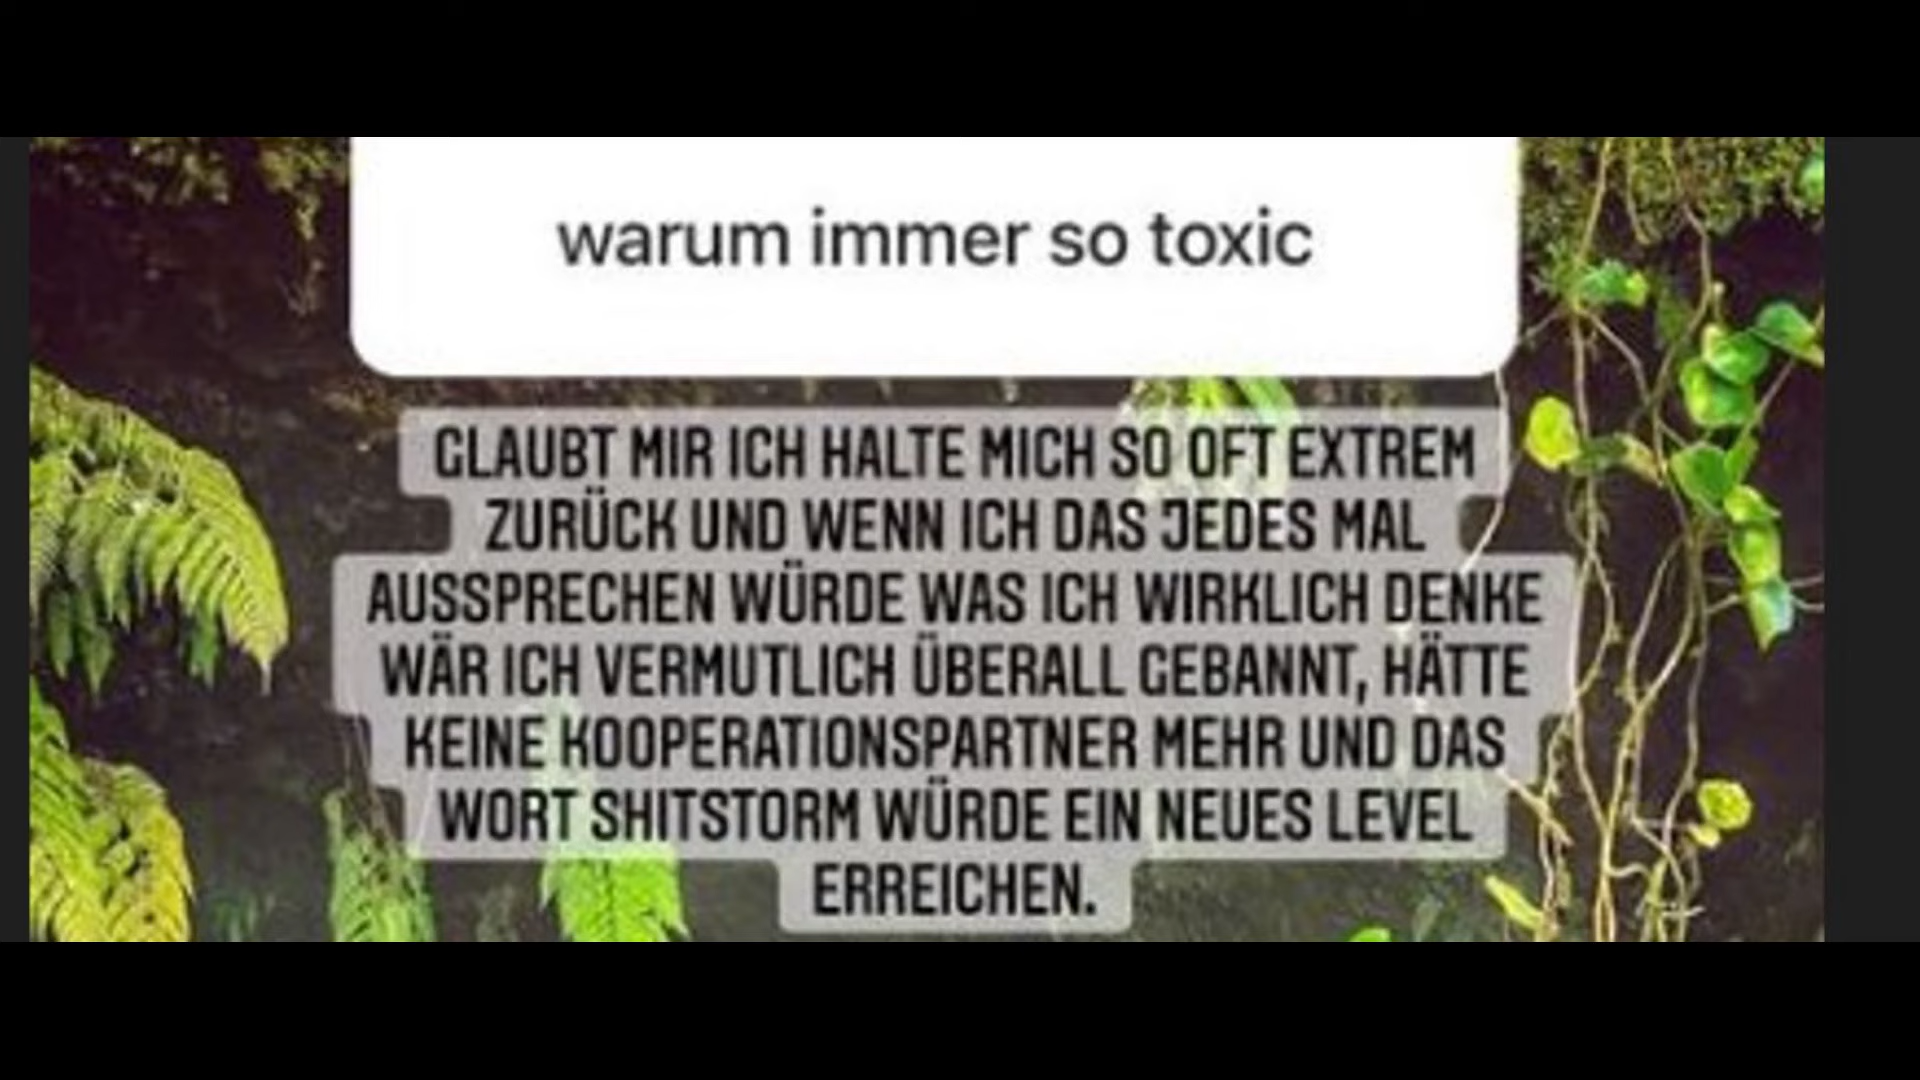 warum immer so toxic
GLAUBT MIR ICH HALTE MICH SO OFT EXTREM
ZURÜCK UND WENN ICH DAS JEDES MAL
AUSSPRECHEN WÜRDE WAS ICH WIRKLICH DENKE
WÄR ICH VERMUTLICH ÜBERALL GEBANNT, HÄTTE
KEINE KOOPERATIONSPARTNER MEHR UND DAS
WORT SHITSTORM WÜRDE EIN NEUES LEVEL
ERREICHEN.